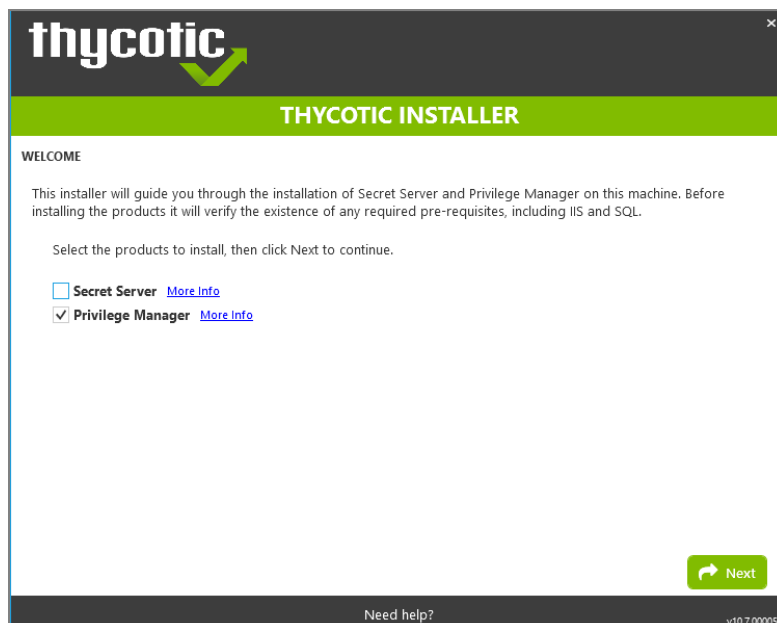 thycotic
×
THYCOTIC INSTALLER
WELCOME
This installer will guide you through the installation of Secret Server and Privilege Manager on this machine. Before
installing the products it will verify the existence of any required pre-requisites, including IIS and SQL.
Select the products to install, then click Next to continue.
Secret Server More Info
Privilege Manager More Info
Next
Need help?
v10.7.00005